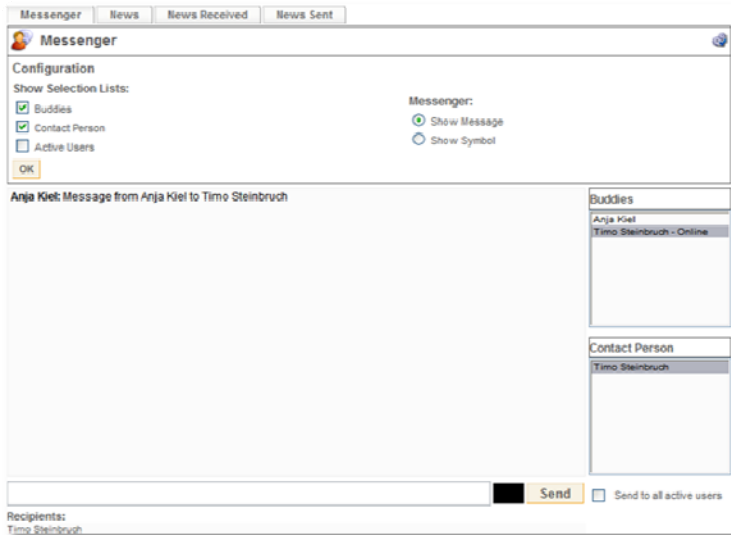 Messenger News News Received News Sent
Messenger
Configuration
Show Selection Lists:
Buddies
Contact Person
Active Users
OK
Messenger:
Show Message
Show Symbol
Anja Kiel: Message from Anja Kiel to Timo Steinbruch
Buddies
Anja Kiel
Timo Steinbruch - Online
Contact Person
Timo Steinbruch
Send
Send to all active users
Recipients:
Timo Steinbruch